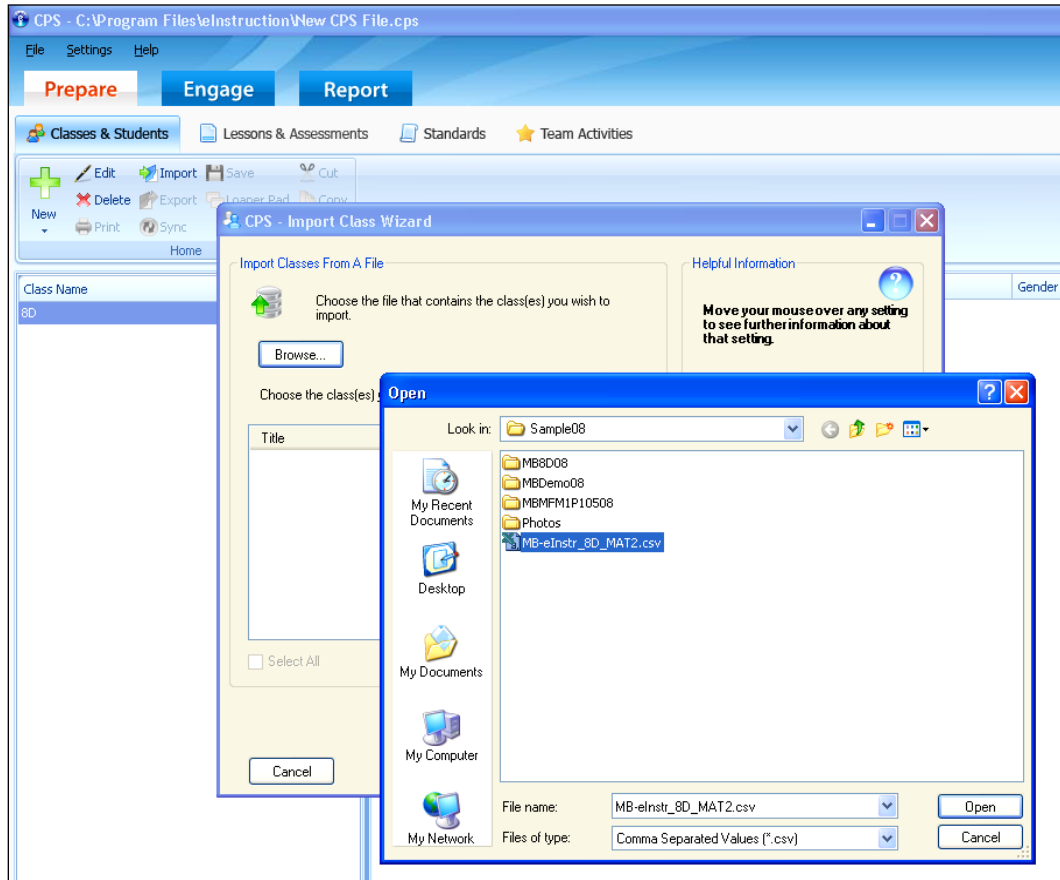 CPS - C:\Program Files\eInstruction\New CPS File.cps
File Settings Help
Prepare Engage Report
Classes & Students Lessons & Assessments Standards Team Activities
New Edit Import Save Cut
Delete Export Loaner Pad Copy
Print Sync
Home
Class Name
Gender
8D
CPS - Import Class Wizard
Import Classes From A File
Choose the file that contains the class(es) you wish to
import.
Browse...
Choose the class(es)
Title
Select All
Cancel
Helpful Information
Move your mouse over any setting
to see further information about
that setting.
Open
Look in: Sample08
My Recent
Documents
Desktop
My Documents
My Computer
My Network
MB8D08
MBDemo08
MBMFM1P10508
Photos
MB-eInstr_8D_MAT2.csv
File name: MB-eInstr_8D_MAT2.csv Open
Files of type: Comma Separated Values (*.csv) Cancel